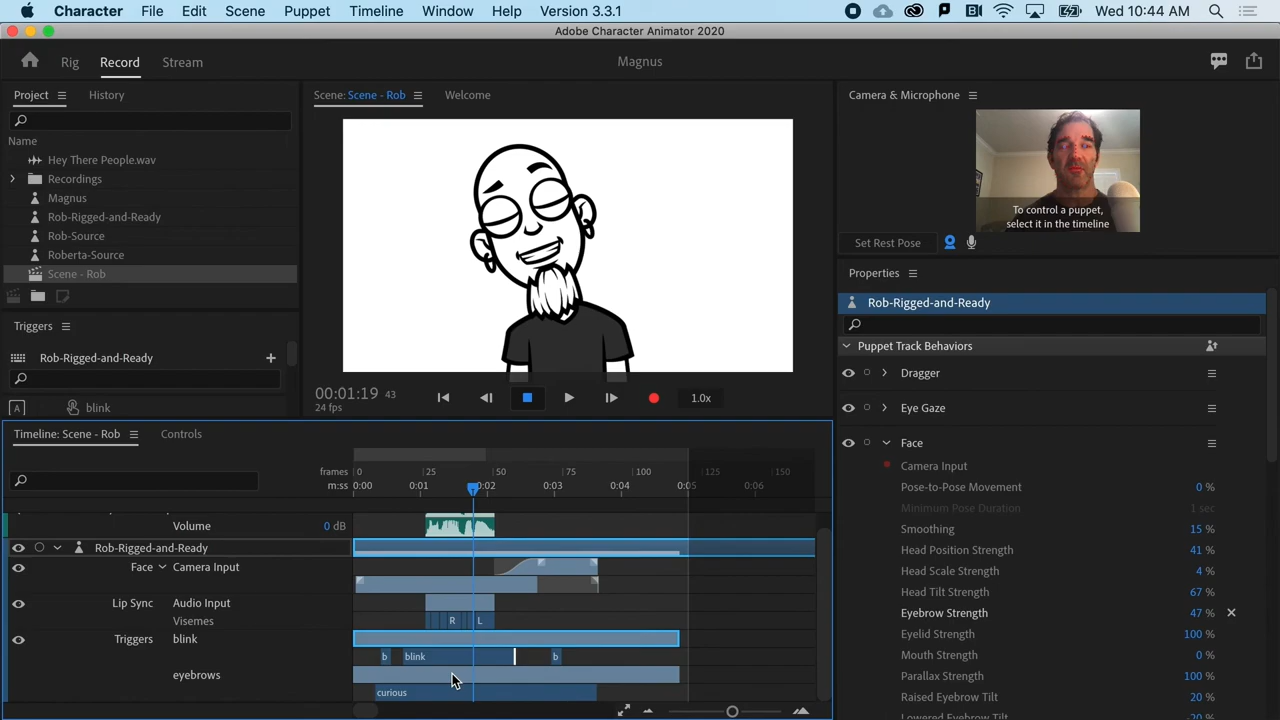 Character File Edit Scene Puppet Timeline Window Help Version 3.3.1 Wed 10:44 AM
Adobe Character Animator 2020
Rig Record Stream Magnus
Project History
Name
Hey There People.wav
Recordings
Magnus
Rob-Rigged-and-Ready
Rob-Source
Roberta-Source
Scene - Rob
Triggers
Rob-Rigged-and-Ready
A blink
Scene: Scene - Rob Welcome
00:01:19 43
24 fps
1.0x
Camera & Microphone
To control a puppet,
select it in the timeline
Set Rest Pose
Properties
Rob-Rigged-and-Ready
Puppet Track Behaviors
Dragger
Eye Gaze
Face
Camera Input
Pose-to-Pose Movement 0 %
Minimum Pose Duration 1 sec
Smoothing 15 %
Head Position Strength 41 %
Head Scale Strength 4 %
Head Tilt Strength 67 %
Eyebrow Strength 47 %
Eyelid Strength 100 %
Mouth Strength 0 %
Parallax Strength 100 %
Raised Eyebrow Tilt 20 %
Lowered Eyebrow Tilt -20 %
Timeline: Scene - Rob Controls
frames 0 25 50 75 100 125 150
m:ss 0:00 0:01 0:02 0:03 0:04 0:05 0:06
Volume 0 dB
Rob-Rigged-and-Ready
Face Camera Input
Lip Sync Audio Input
Visemes R L
Triggers blink
b blink b
eyebrows
curious